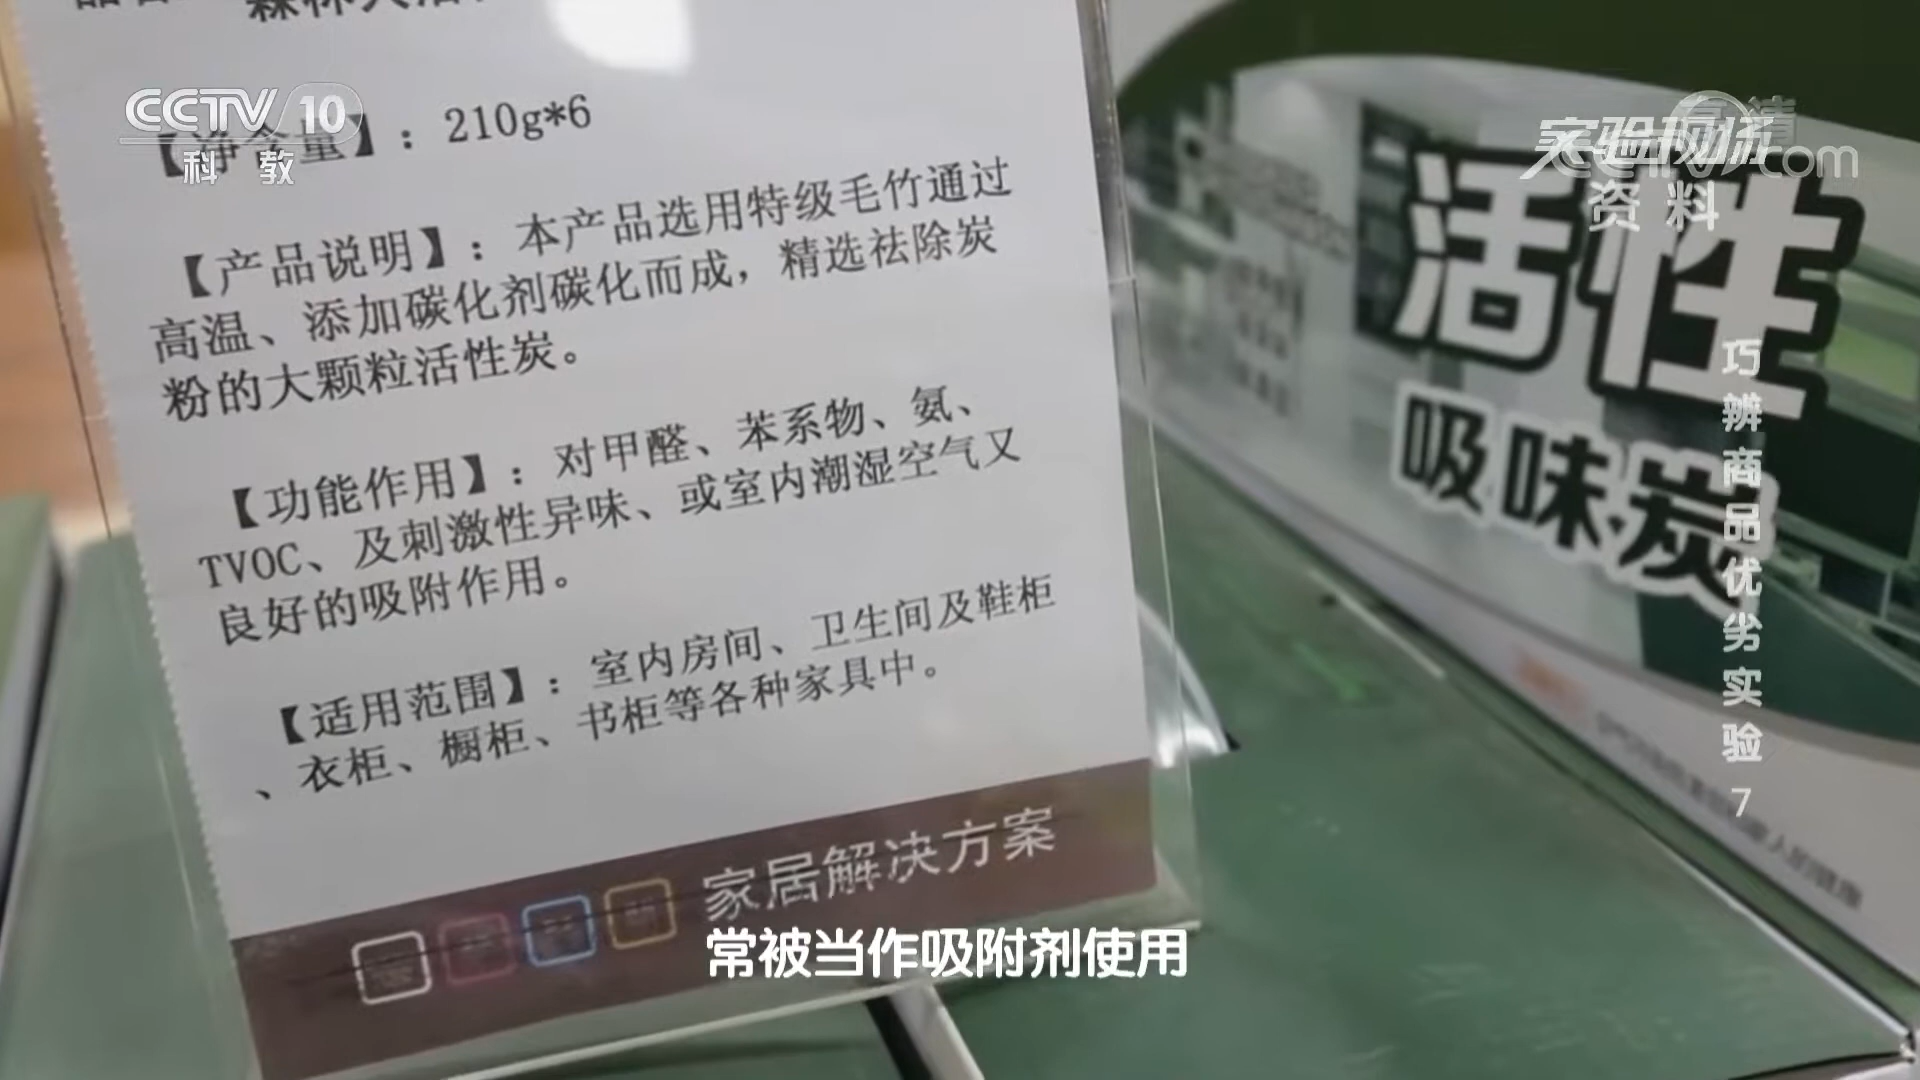 CCTV 10
科教
【净含量】：210g*6
【产品说明】：本产品选用特级毛竹通过
高温、添加碳化剂碳化而成，精选祛除炭
粉的大颗粒活性炭。
【功能作用】：对甲醛、苯系物、氨、
TVOC、及刺激性异味、或室内潮湿空气又
良好的吸附作用。
【适用范围】：室内房间、卫生间及鞋柜
、衣柜、橱柜、书柜等各种家具中。
家居解决方案
实验现场
高清
资料
活性
吸味炭
巧辨商品优劣实验7
常被当作吸附剂使用